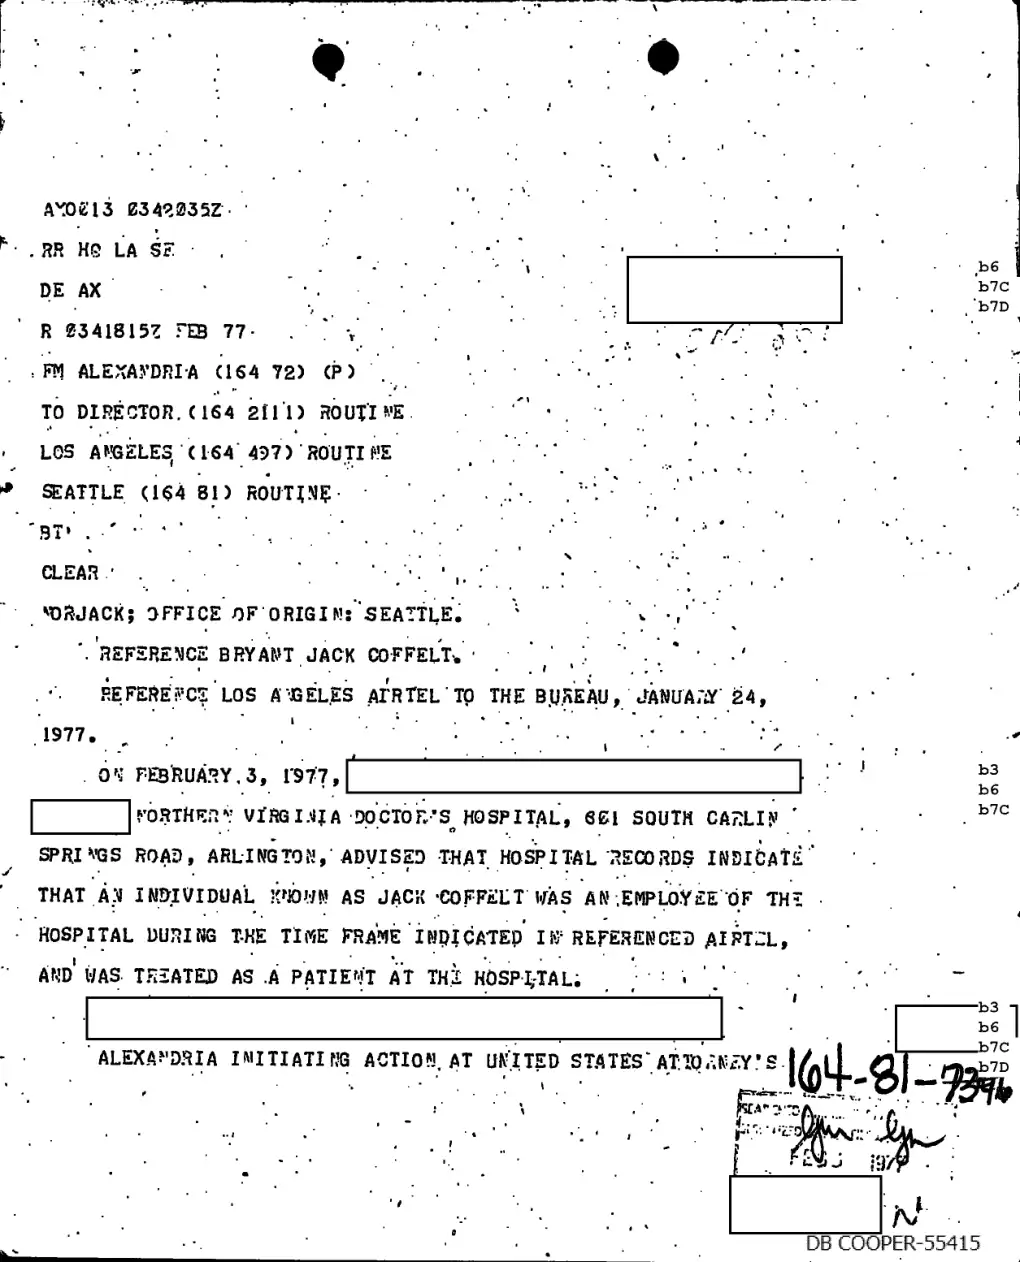 AX0013 0342035Z
RR HQ LA SE
b6
DE AX
b7C
b7D
R 0341815Z FEB 77
FM ALEXANDRIA (164 72) (P)
TO DIRECTOR (164 2111) ROUTINE
LOS ANGELES (164 497) ROUTINE
SEATTLE (164 81) ROUTINE
BT
CLEAR
NORJACK; OFFICE OF ORIGIN: SEATTLE.
REFERENCE BRYANT JACK COFFELT.
REFERENCE LOS ANGELES AIRTEL TO THE BUREAU, JANUARY 24,
1977.
ON FEBRUARY 3, 1977,
b3
b6
b7C
NORTHERN VIRGINIA DOCTOR'S HOSPITAL, 601 SOUTH CARLIN
SPRINGS ROAD, ARLINGTON, ADVISED THAT HOSPITAL RECORDS INDICATE
THAT AN INDIVIDUAL KNOWN AS JACK COFFELT WAS AN EMPLOYEE OF THE
HOSPITAL DURING THE TIME FRAME INDICATED IN REFERENCED AIRTEL,
AND WAS TREATED AS A PATIENT AT THE HOSPITAL.
b3
b6
b7C
b7D
ALEXANDRIA INITIATING ACTION AT UNITED STATES ATTORNEY'S
164-81-7396
SEARCHED
FEB 1977
DB COOPER-55415